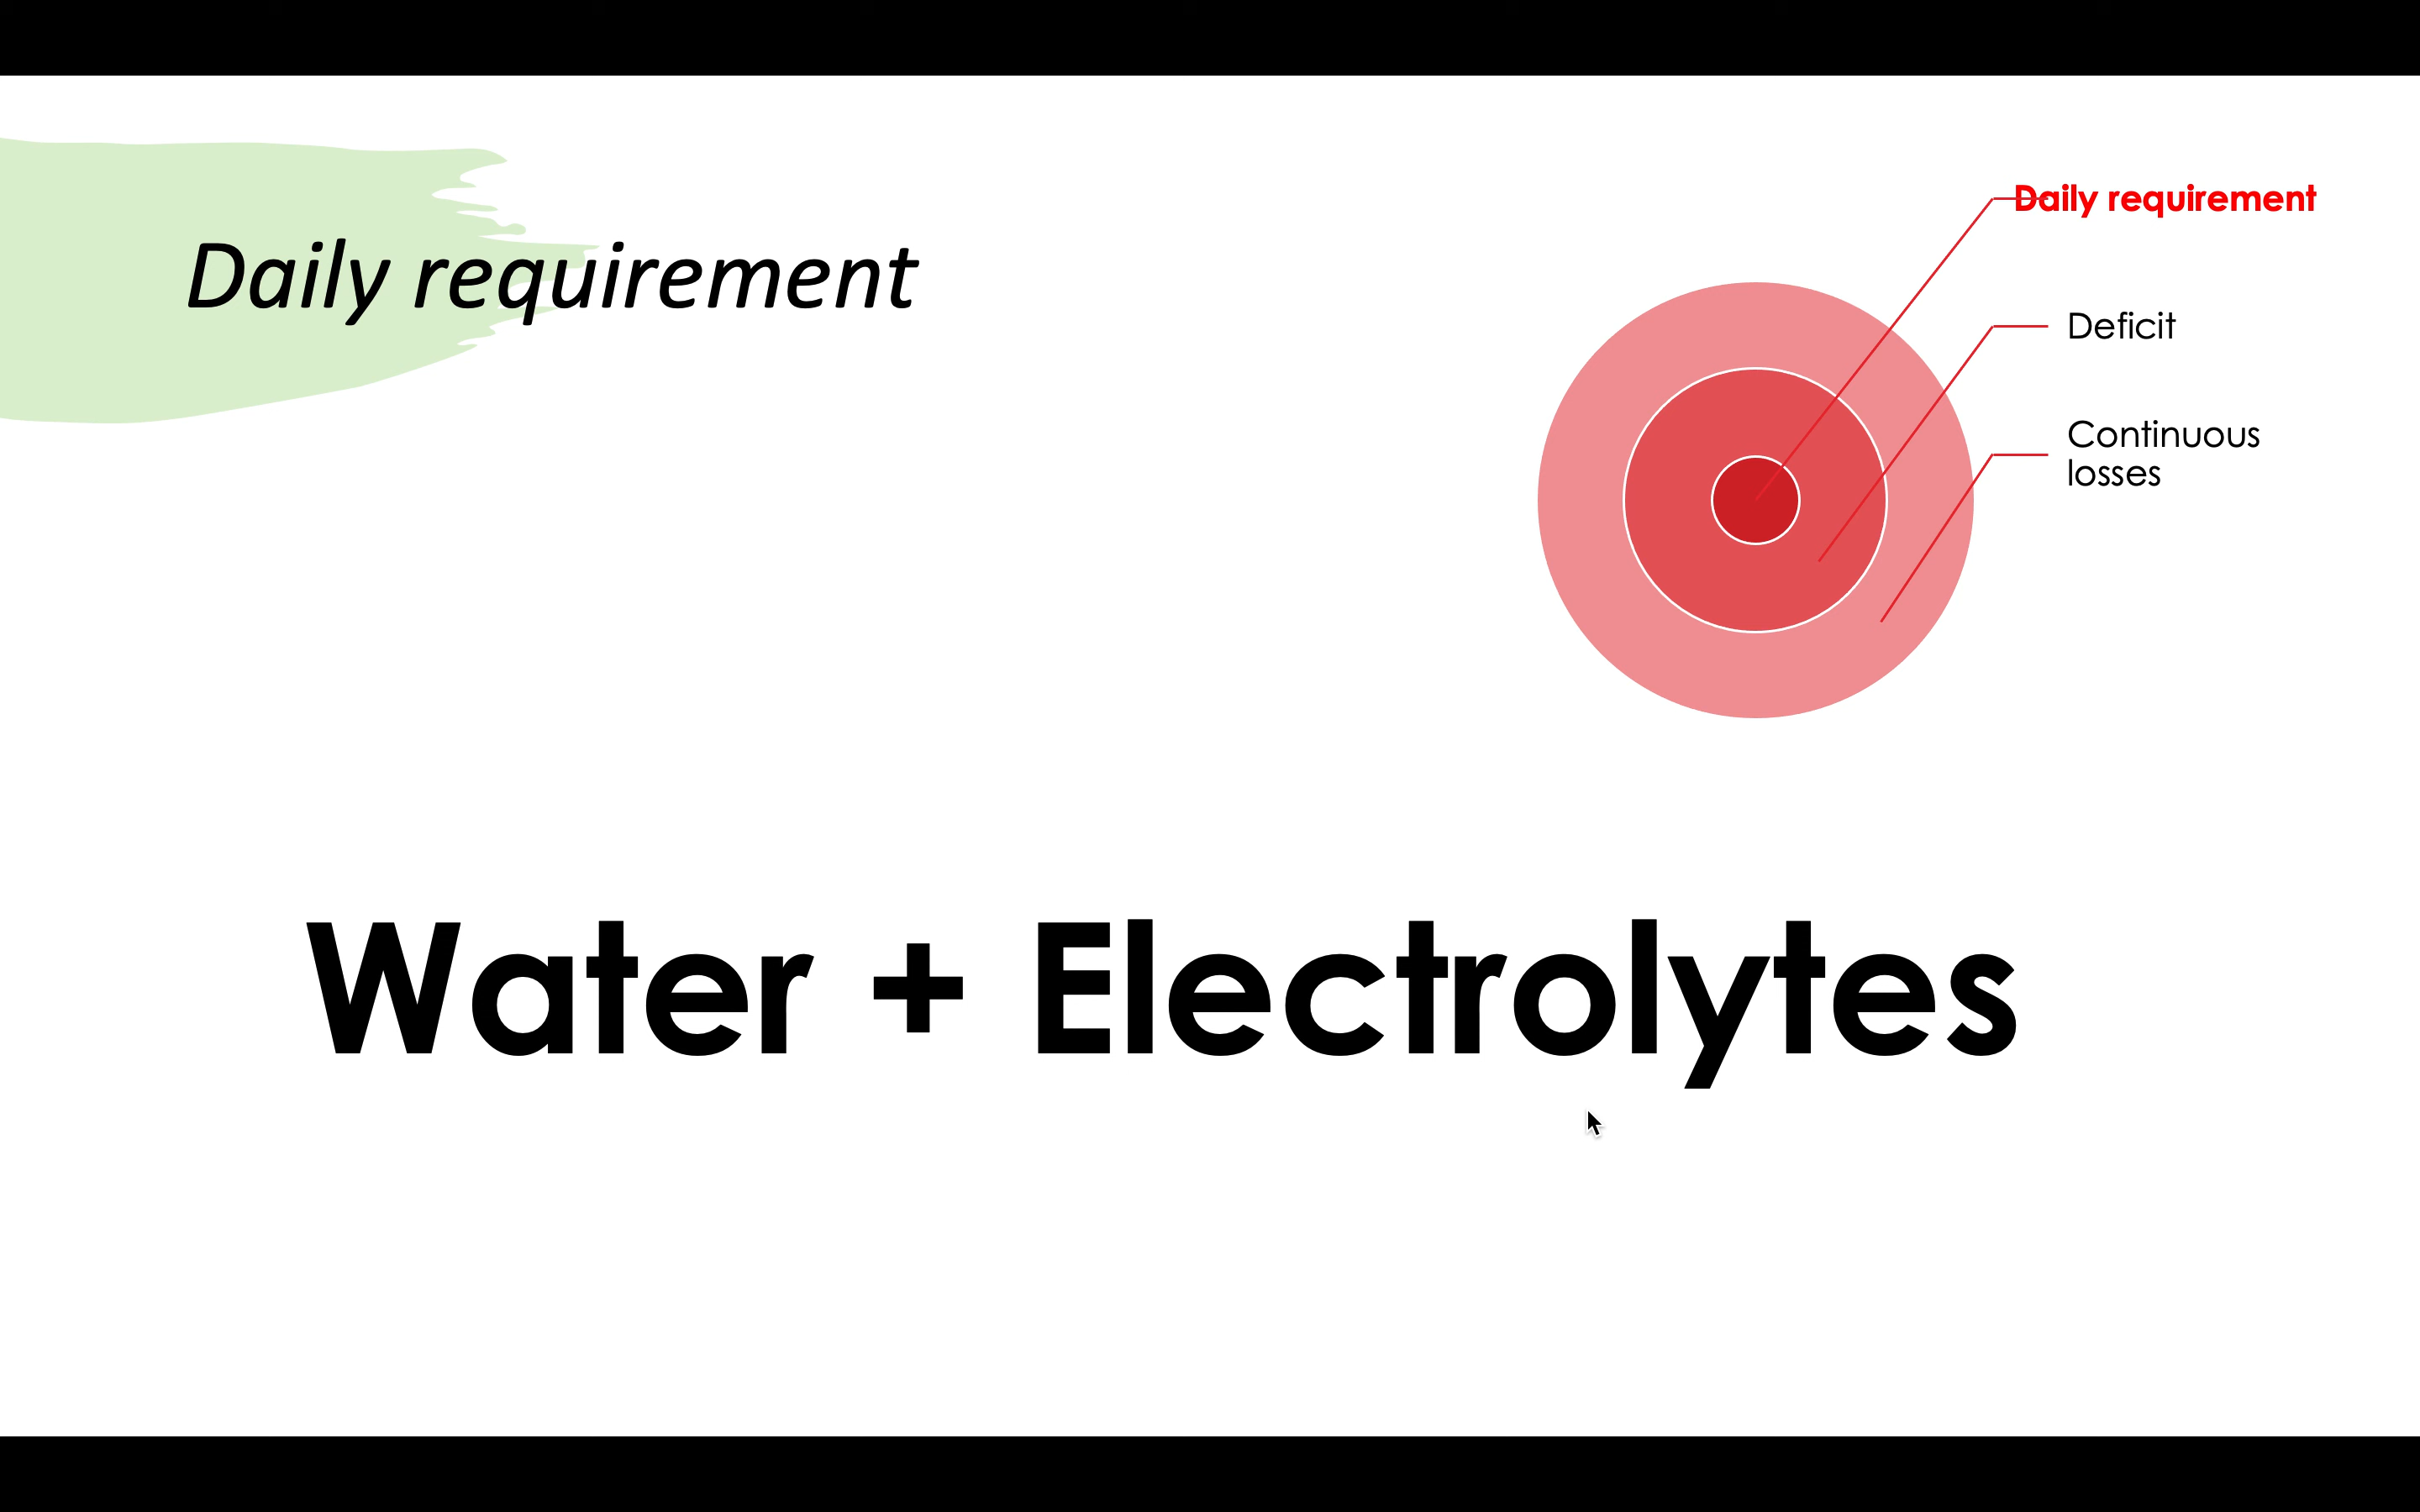 Daily requirement
Daily requirement
Deficit
Continuous
losses
Water + Electrolytes